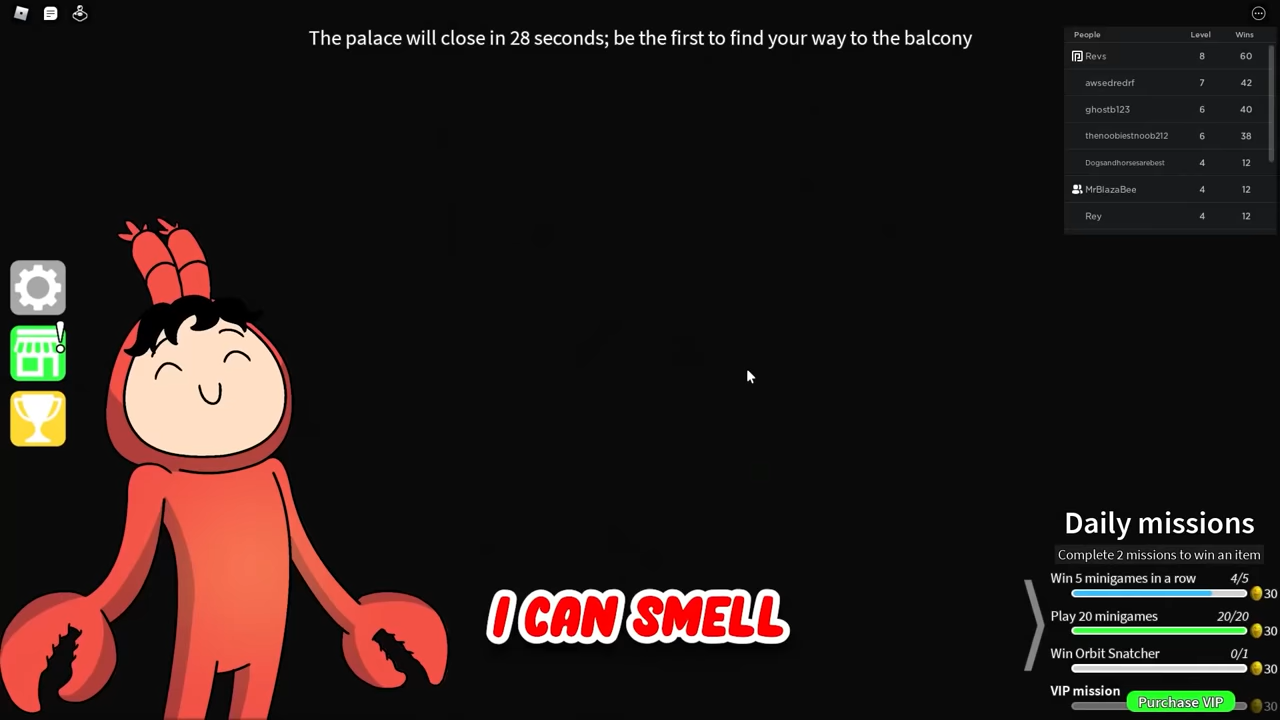 The palace will close in 28 seconds; be the first to find your way to the balcony
People Level Wins
Revs 8 60
awsedredrf 7 42
ghostb123 6 40
thenoobiestnoob212 6 38
Dogsandhorsesarebest 4 12
MrBlazaBee 4 12
Rey 4 12
I CAN SMELL
Daily missions
Complete 2 missions to win an item
Win 5 minigames in a row 4/5
30
Play 20 minigames 20/20
30
Win Orbit Snatcher 0/1
30
VIP mission
Purchase VIP 30